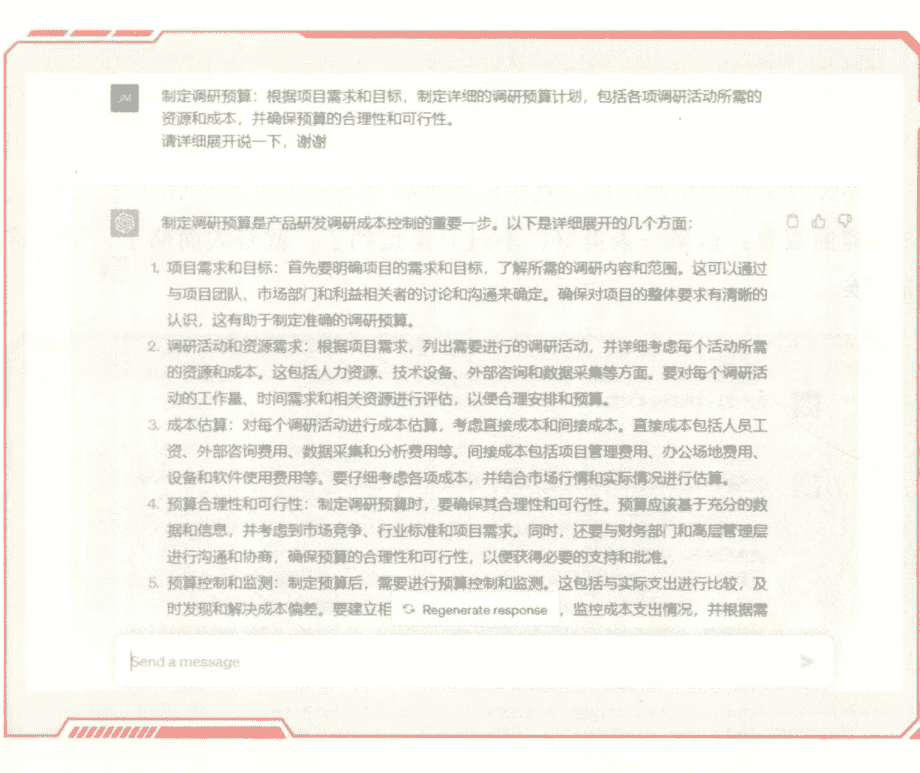 JM
制定调研预算：根据项目需求和目标，制定详细的调研预算计划，包括各项调研活动所需的
资源和成本，并确保预算的合理性和可行性。
请详细展开说一下，谢谢
制定调研预算是产品研发调研成本控制的重要一步。以下是详细展开的几个方面：
1. 项目需求和目标：首先要明确项目的需求和目标，了解所需的调研内容和范围。这可以通过
与项目团队、市场部门和利益相关者的讨论和沟通来确定。确保对项目的整体要求有清晰的
认识，这有助于制定准确的调研预算。
2. 调研活动和资源需求：根据项目需求，列出需要进行的调研活动，并详细考虑每个活动所需
的资源和成本。这包括人力资源、技术设备、外部咨询和数据采集等方面。要对每个调研活
动的工作量、时间需求和相关资源进行评估，以便合理安排和预算。
3. 成本估算：对每个调研活动进行成本估算，考虑直接成本和间接成本。直接成本包括人员工
资、外部咨询费用、数据采集和分析费用等。间接成本包括项目管理费用、办公场地费用、
设备和软件使用费用等。要仔细考虑各项成本，并结合市场行情和实际情况进行估算。
4. 预算合理性和可行性：制定调研预算时，要确保其合理性和可行性。预算应该基于充分的数
据和信息，并考虑到市场竞争、行业标准和项目需求。同时，还要与财务部门和高层管理层
进行沟通和协商，确保预算的合理性和可行性，以便获得必要的支持和批准。
5. 预算控制和监测：制定预算后，需要进行预算控制和监测。这包括与实际支出进行比较，及
时发现和解决成本偏差。要建立相 Regenerate response ，监控成本支出情况，并根据需
Send a message